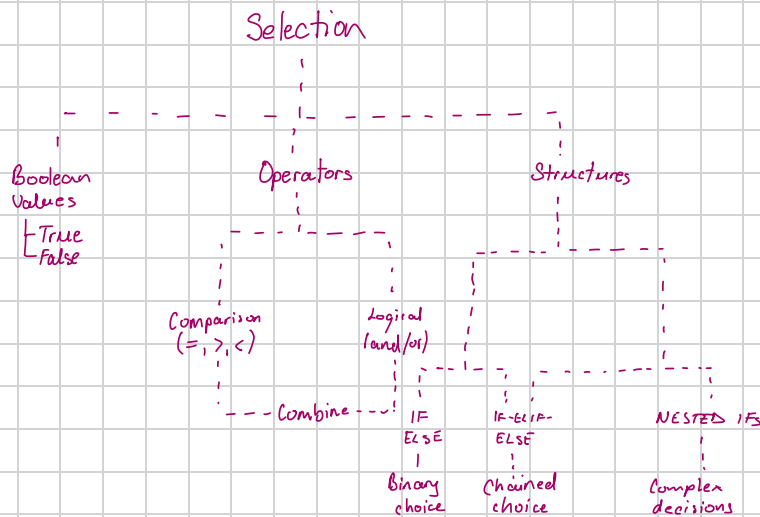 Selection
Boolean
Values
True
False
Operators
Structures
Comparison
(=, >, <)
Logical
(and/or)
Combine
IF
ELSE
IF-ELIF-
ELSE
NESTED IFs
Binary
choice
Chained
choice
Complex
decisions